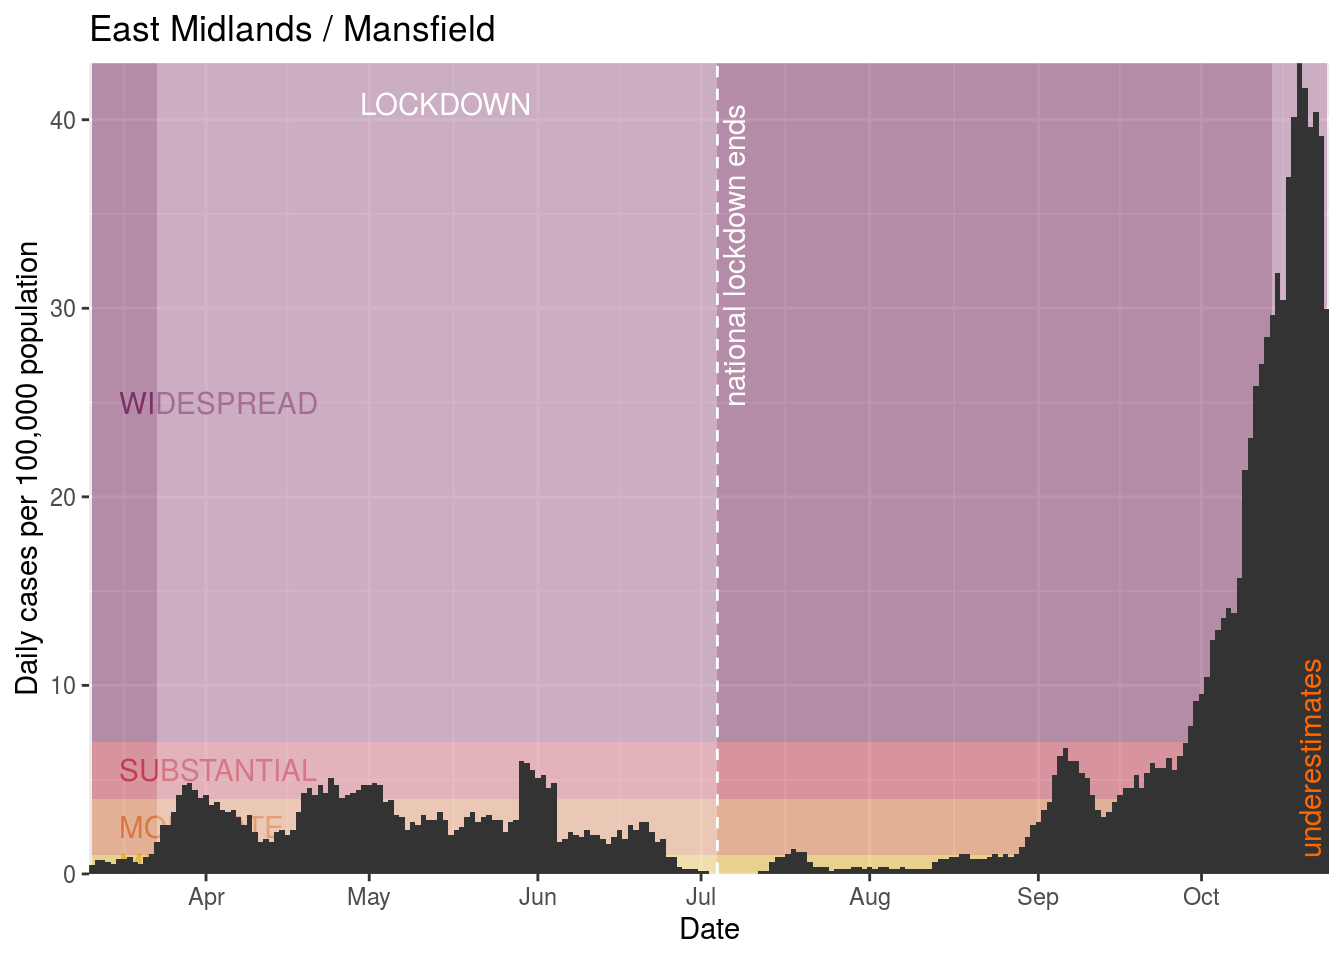 East Midlands / Mansfield
Daily cases per 100,000 population
40
30
20
10
0
LOCKDOWN
national lockdown ends
WIDESPREAD
SUBSTANTIAL
underestimates
Apr
May
Jun
Jul
Aug
Sep
Oct
Date